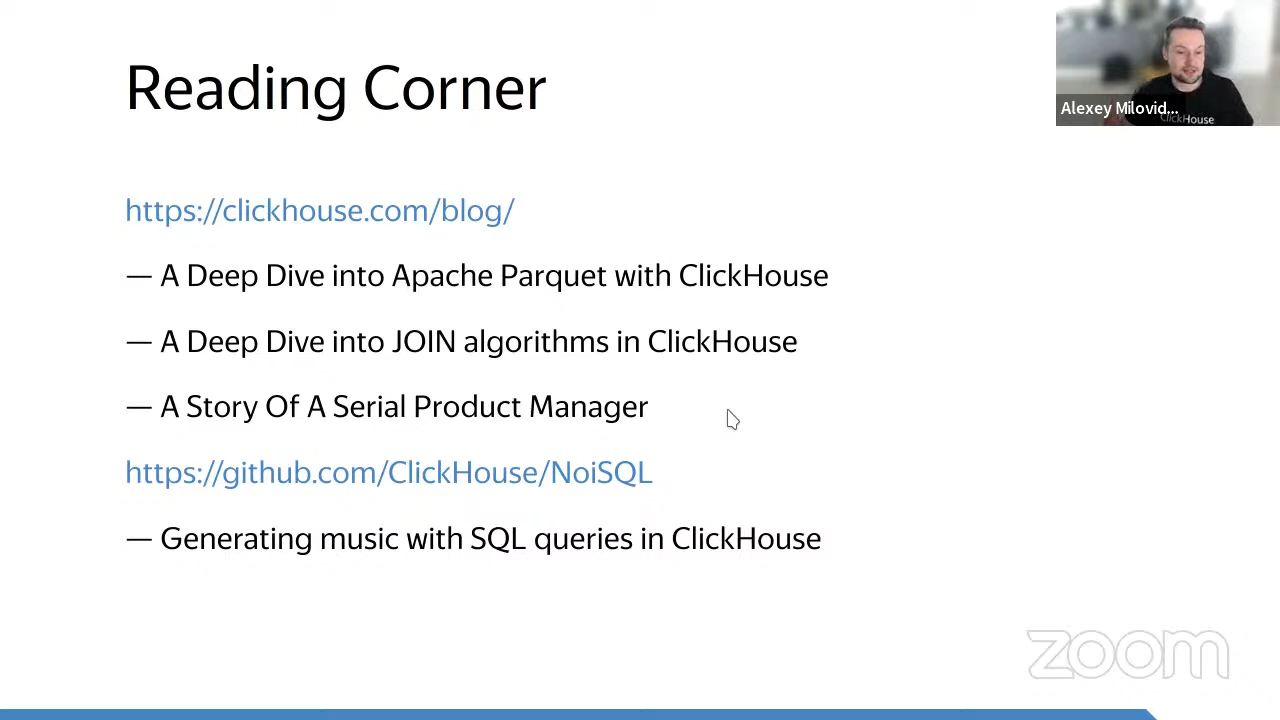 Reading Corner
Alexey Milovid...
ClickHouse
https://clickhouse.com/blog/
— A Deep Dive into Apache Parquet with ClickHouse
— A Deep Dive into JOIN algorithms in ClickHouse
— A Story Of A Serial Product Manager
https://github.com/ClickHouse/NoiSQL
— Generating music with SQL queries in ClickHouse
zoom